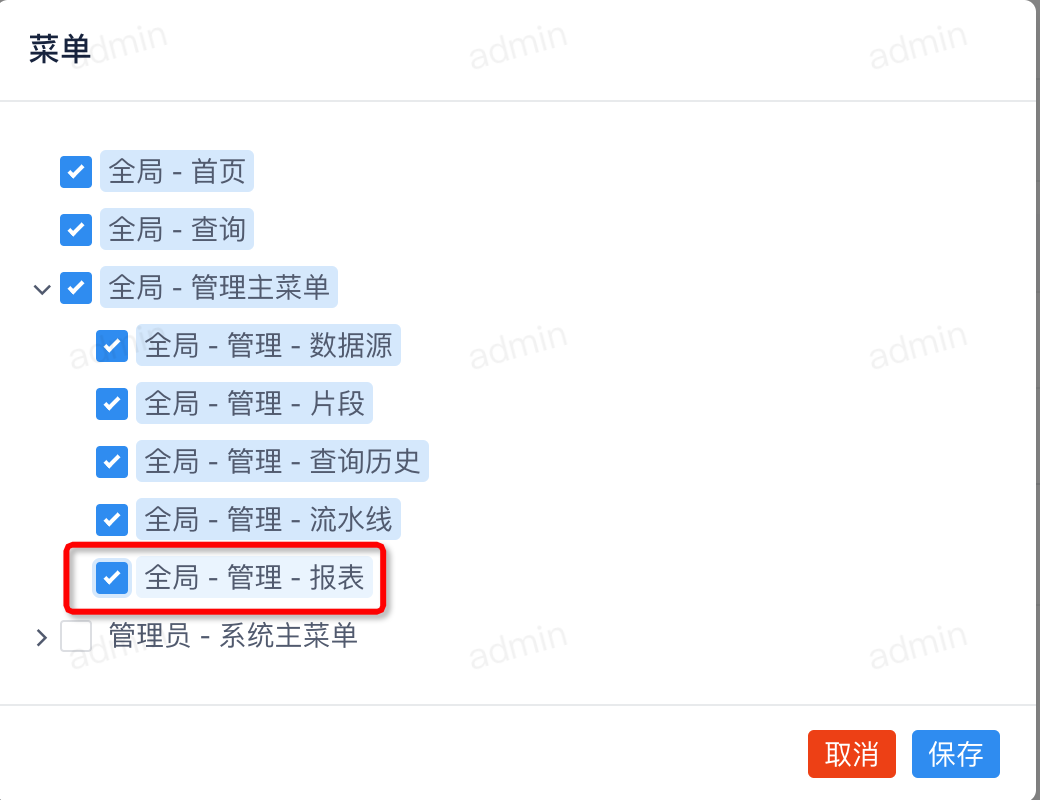 菜单
admin admin admin
全局 - 首页
全局 - 查询
全局 - 管理主菜单
全局 - 管理 - 数据源
admin admin admin
全局 - 管理 - 片段
全局 - 管理 - 查询历史
全局 - 管理 - 流水线
全局 - 管理 - 报表
管理员 - 系统主菜单
admin admin admin
取消 保存